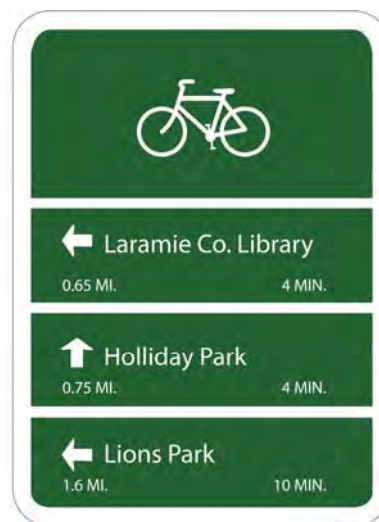 Laramie Co. Library
0.65 MI. 4 MIN.
Holliday Park
0.75 MI. 4 MIN.
Lions Park
1.6 MI. 10 MIN.